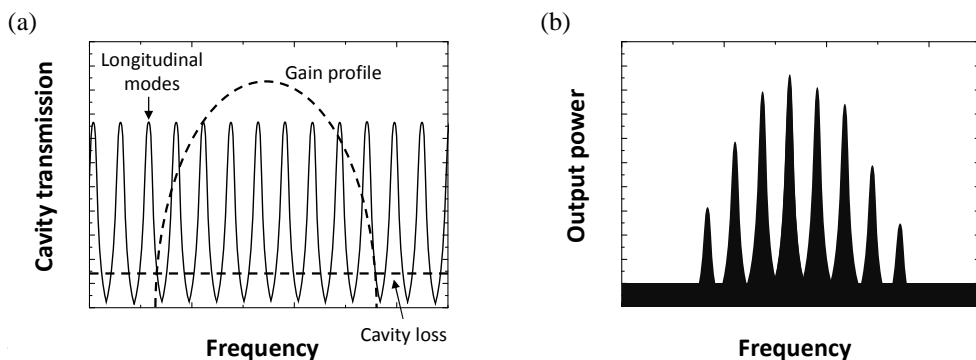 (a)
Longitudinal
modes
Gain profile
Cavity transmission
Cavity loss
Frequency
(b)
Output power
Frequency